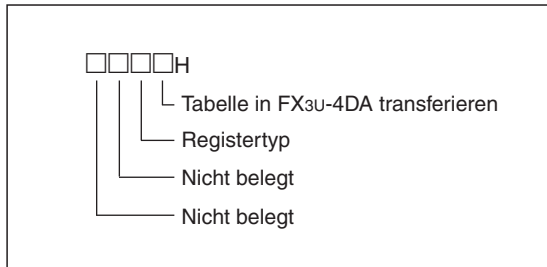 □□□□H
Tabelle in FX3U-4DA transferieren
Registertyp
Nicht belegt
Nicht belegt